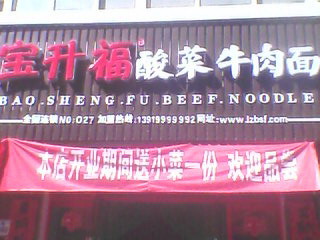 宝升福酸菜牛肉面
BAO.SHENG.FU.BEEF.NOODLE
全国连锁NO:027 加盟热线:13919999992 网址:www.lzbsf.com
本店开业期间送小菜一份 欢迎品尝